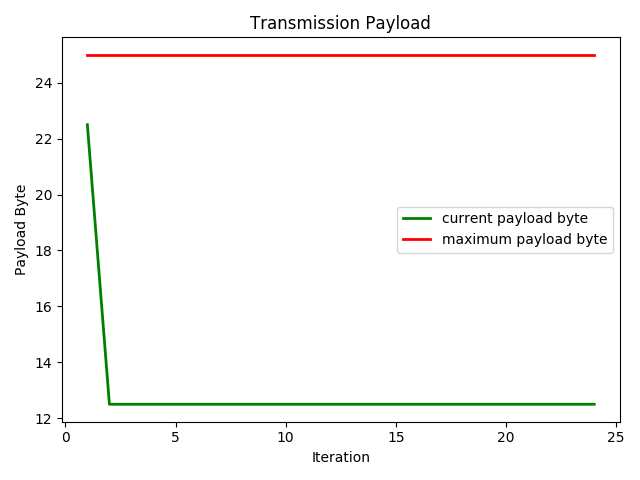 Transmission Payload
24
22
20
18
16
14
12
Payload Byte
current payload byte
maximum payload byte
0 5 10 15 20 25
Iteration